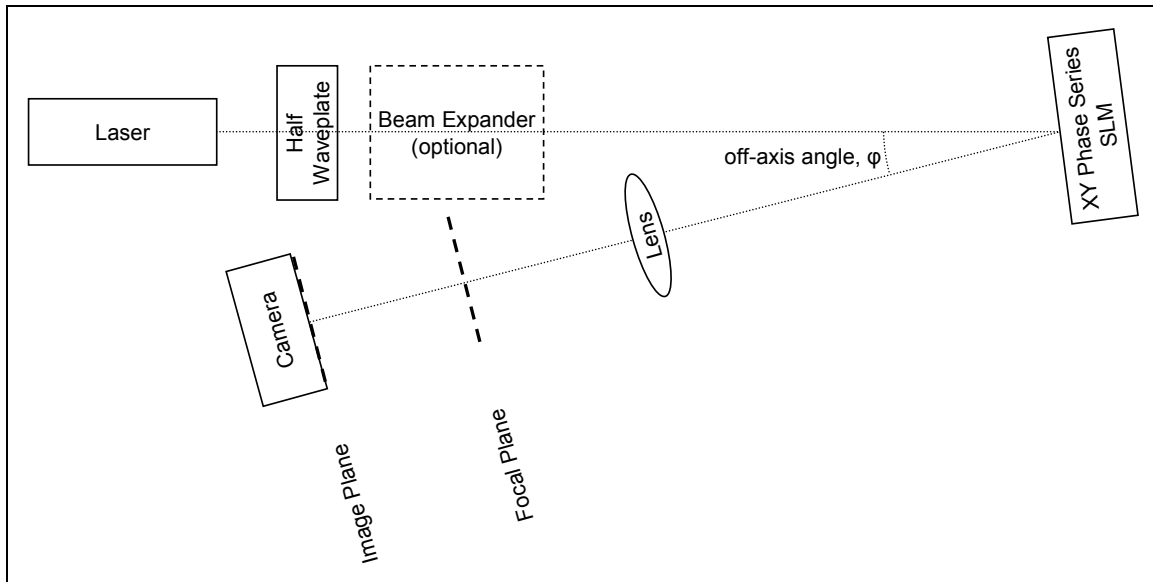 Laser
Half
Waveplate
Beam Expander
(optional)
off-axis angle, φ
XY Phase Series
SLM
Lens
Camera
Image Plane
Focal Plane